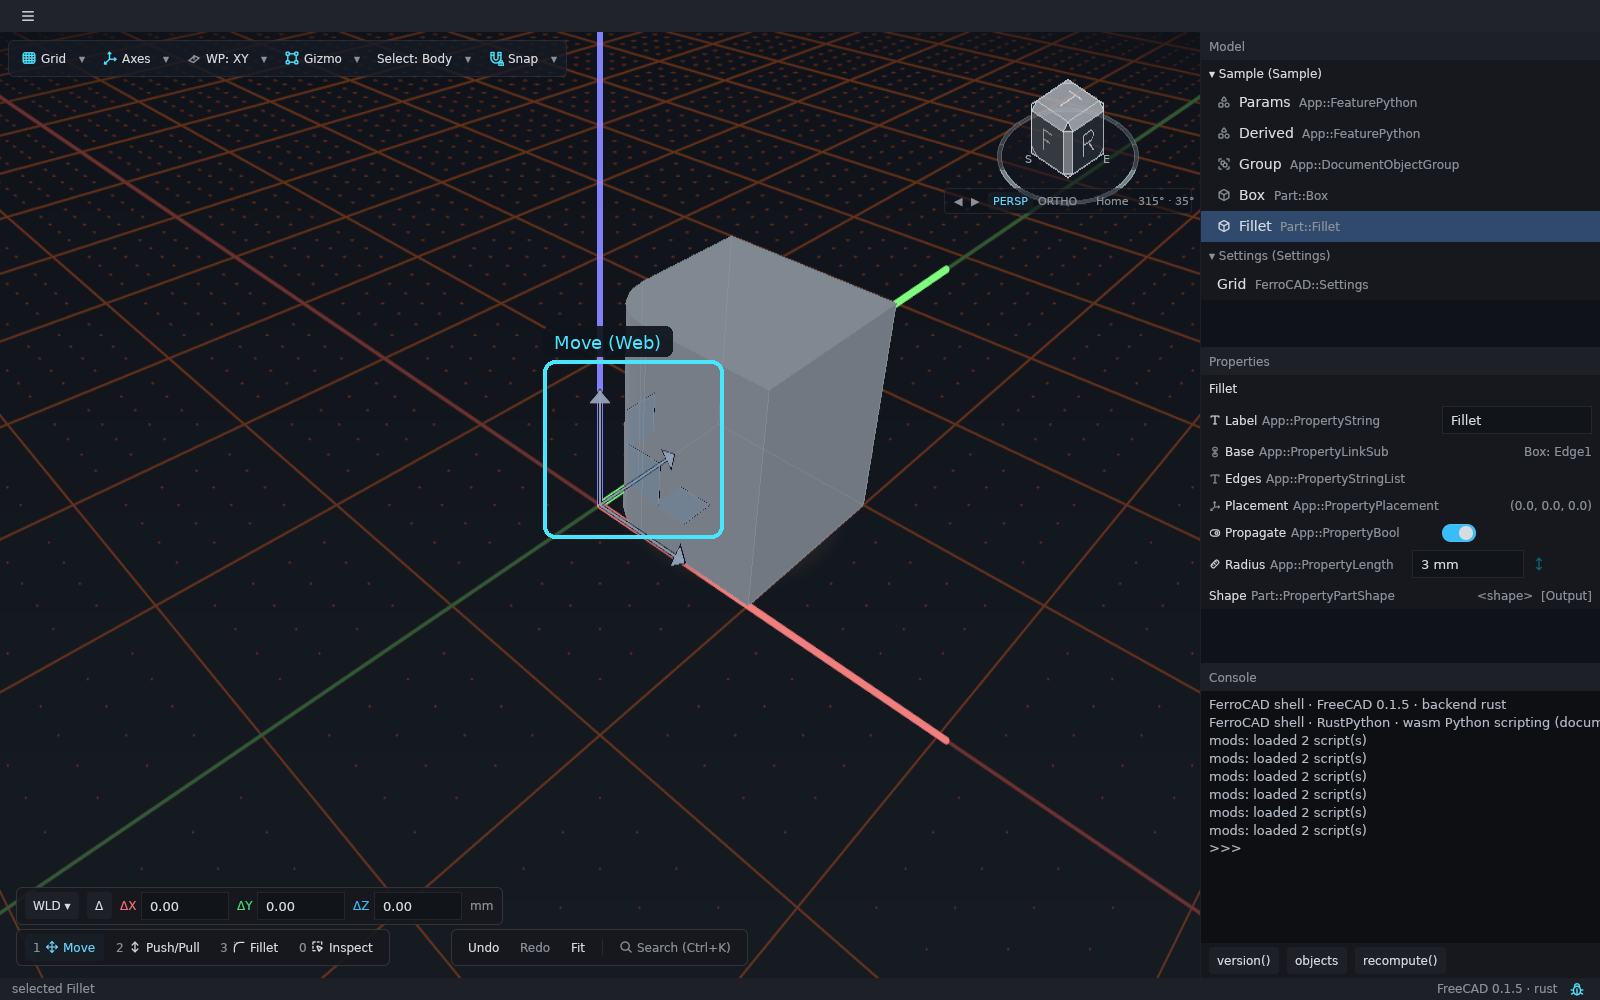 Grid ▾ Axes ▾ WP: XY ▾ Gizmo ▾ Select: Body ▾ Snap ▾
T
F R
S E
◀ ▶ PERSP ORTHO Home 315° · 35°
Move (Web)
WLD ▾ Δ ΔX 0.00 ΔY 0.00 ΔZ 0.00 mm
1 Move 2 Push/Pull 3 Fillet 0 Inspect
Undo Redo Fit Search (Ctrl+K)
selected Fillet
Model
▾ Sample (Sample)
Params App::FeaturePython
Derived App::FeaturePython
Group App::DocumentObjectGroup
Box Part::Box
Fillet Part::Fillet
▾ Settings (Settings)
Grid FerroCAD::Settings
Properties
Fillet
Label App::PropertyString Fillet
Base App::PropertyLinkSub Box: Edge1
Edges App::PropertyStringList
Placement App::PropertyPlacement (0.0, 0.0, 0.0)
Propagate App::PropertyBool
Radius App::PropertyLength 3 mm
Shape Part::PropertyPartShape <shape> [Output]
Console
FerroCAD shell · FreeCAD 0.1.5 · backend rust
FerroCAD shell · RustPython · wasm Python scripting (docum
mods: loaded 2 script(s)
mods: loaded 2 script(s)
mods: loaded 2 script(s)
mods: loaded 2 script(s)
mods: loaded 2 script(s)
mods: loaded 2 script(s)
>>>
version() objects recompute()
FreeCAD 0.1.5 · rust